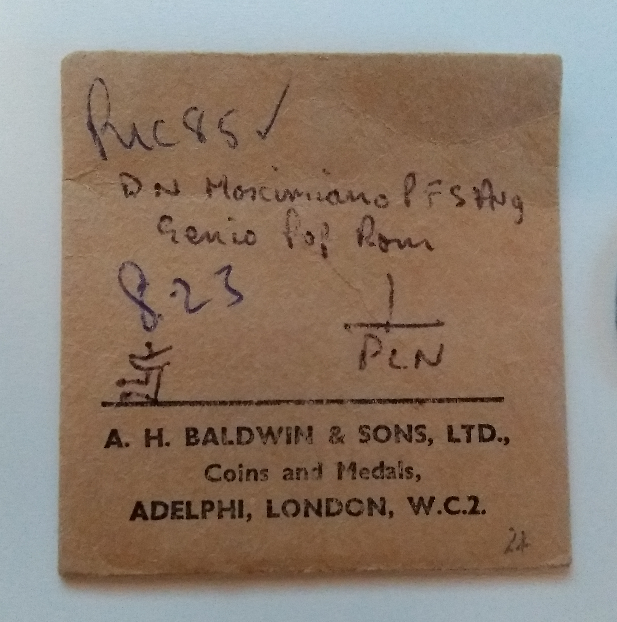 RIC 85 ✓
DN Maximiano P F S Aug
Genio Pop Rom
8.23
PLN
A. H. BALDWIN & SONS, LTD.,
Coins and Medals,
ADELPHI, LONDON, W.C.2.